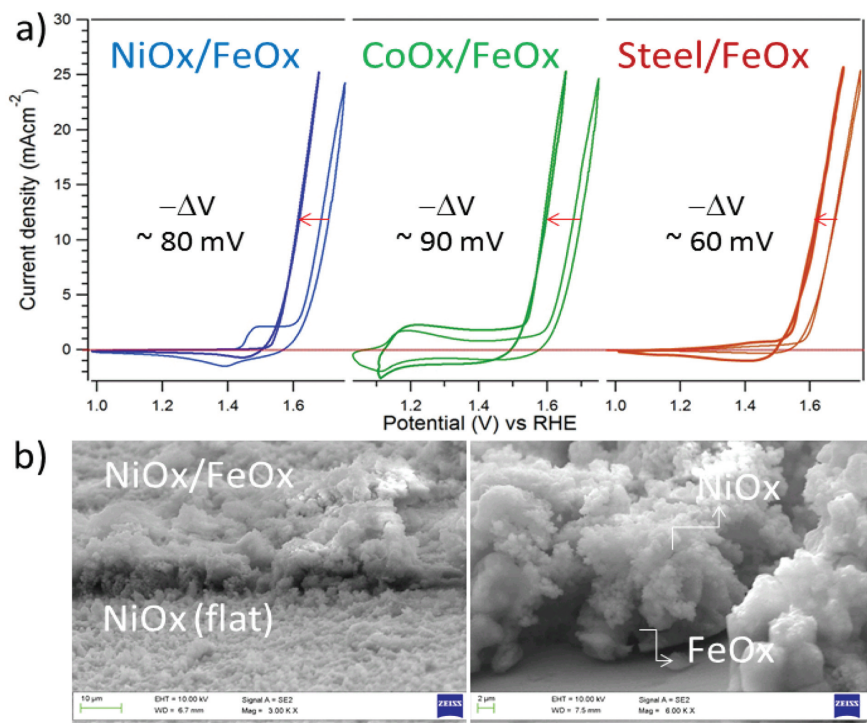 a)
NiOx/FeOx
CoOx/FeOx
Steel/FeOx
Current density (mAcm⁻²)
30
25
20
15
10
5
0
−ΔV
~ 80 mV
−ΔV
~ 90 mV
−ΔV
~ 60 mV
1.0 1.4 1.6 1.2 1.4 1.6 1.0 1.2 1.4 1.6
Potential (V) vs RHE
b)
NiOx/FeOx
NiOx (flat)
10 µm
EHT = 10.00 kV
WD = 6.7 mm
Signal A = SE2
Mag = 3.00 K X
ZEISS
NiOx
FeOx
2 µm
EHT = 10.00 kV
WD = 7.5 mm
Signal A = SE2
Mag = 6.00 K X
ZEISS